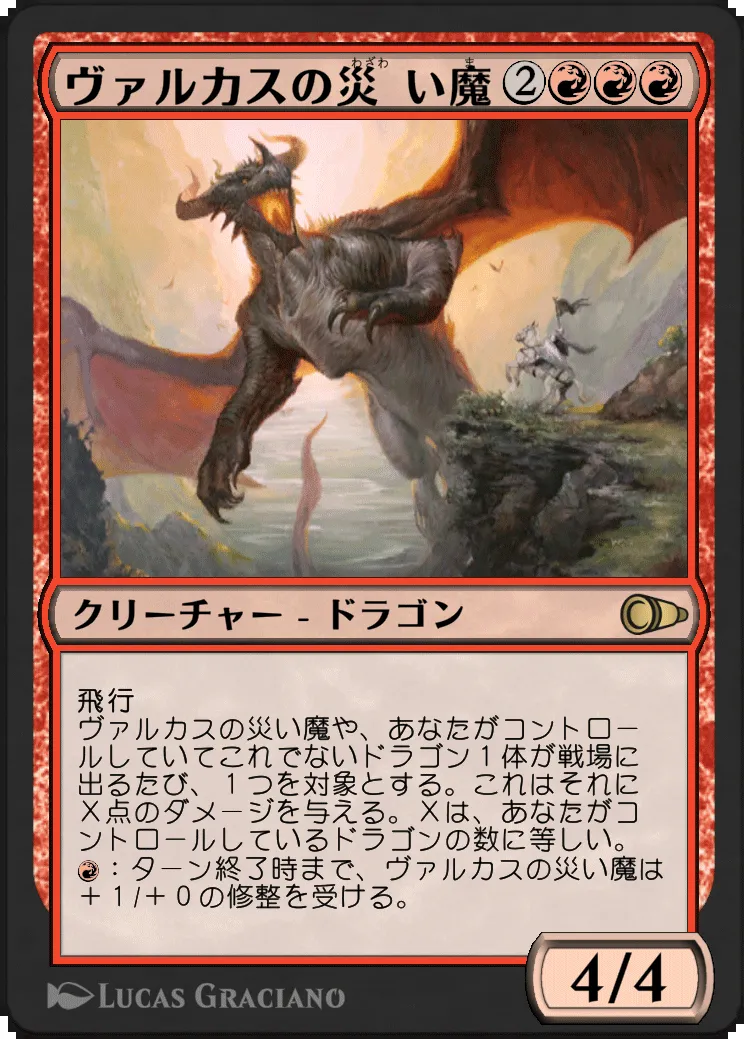 わざわ ま
ヴァルカスの災い魔 2
クリーチャー - ドラゴン
飛行
ヴァルカスの災い魔や、あなたがコントロー
ルしていてこれでないドラゴン１体が戦場に
出るたび、１つを対象とする。これはそれに
Ｘ点のダメージを与える。Ｘは、あなたがコ
ントロールしているドラゴンの数に等しい。
：ターン終了時まで、ヴァルカスの災い魔は
＋１/＋０の修整を受ける。
4/4
LUCAS GRACIANO